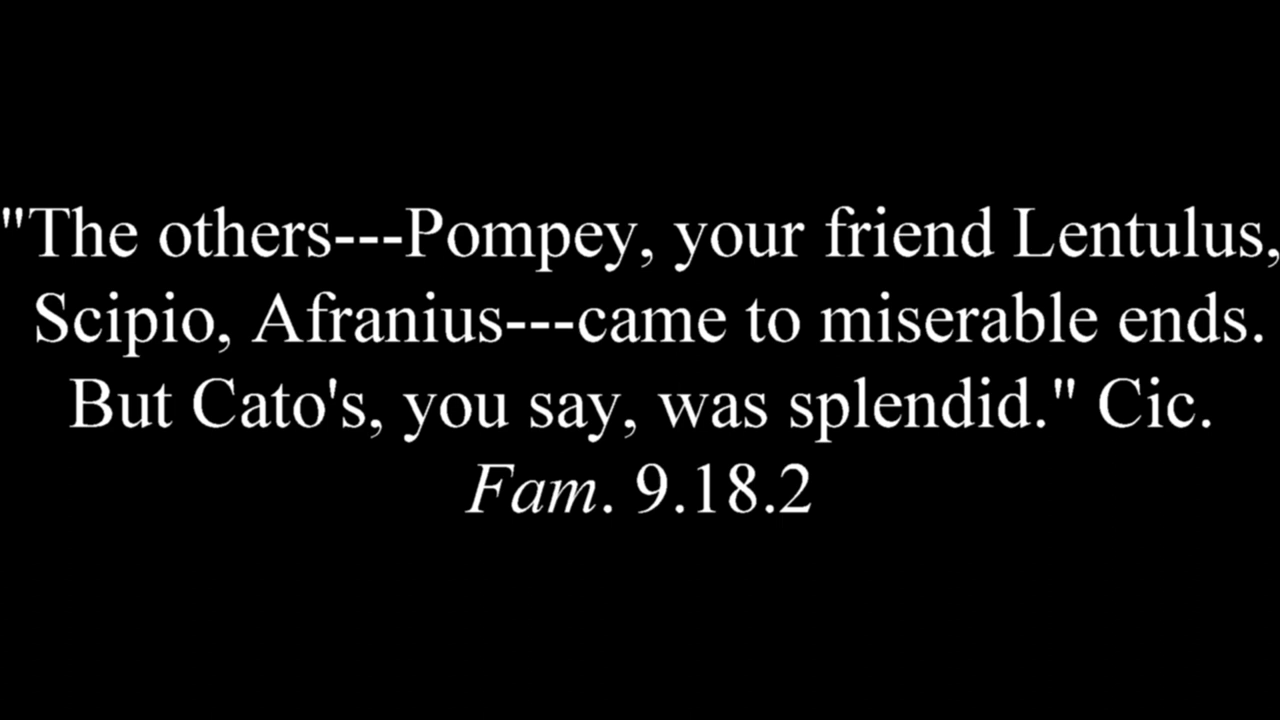 "The others---Pompey, your friend Lentulus,
Scipio, Afranius---came to miserable ends.
But Cato's, you say, was splendid." Cic.
Fam. 9.18.2